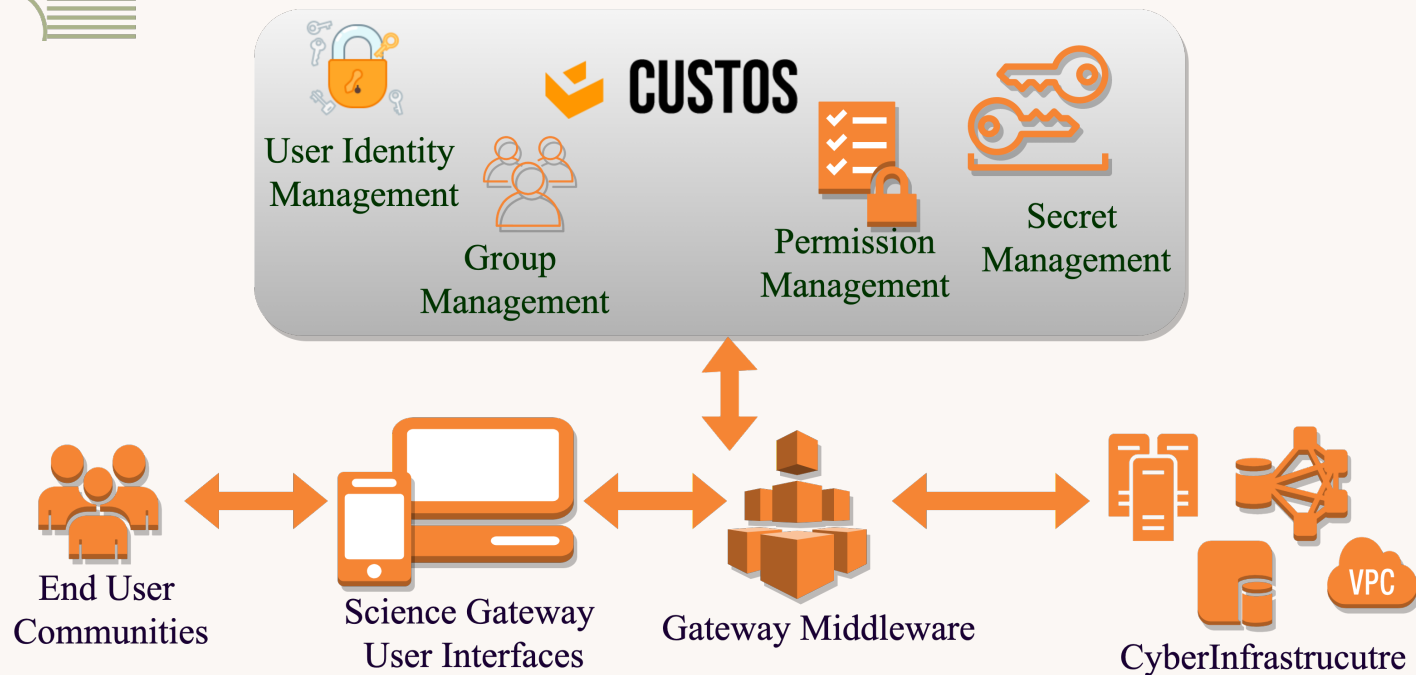 CUSTOS
User Identity
Management
Group
Management
Permission
Management
Secret
Management
End User
Communities
Science Gateway
User Interfaces
Gateway Middleware
VPC
CyberInfrastrucutre